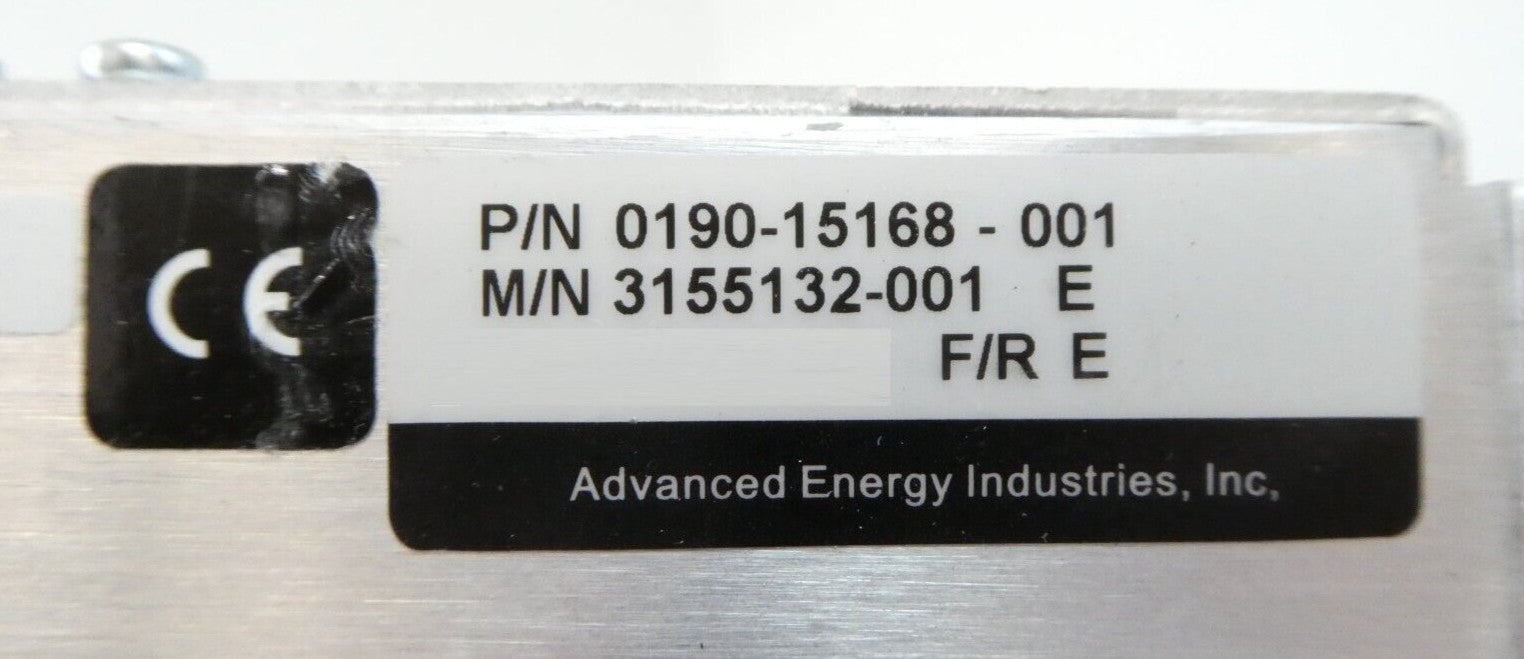 CE
P/N 0190-15168 - 001
M/N 3155132-001 E
F/R E
Advanced Energy Industries, Inc,